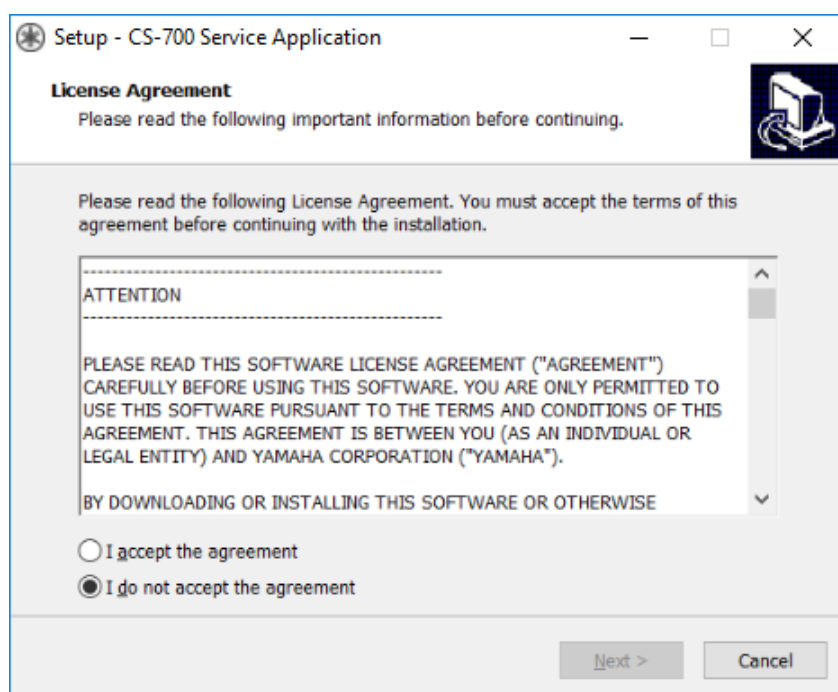 Setup - CS-700 Service Application
License Agreement
Please read the following important information before continuing.
Please read the following License Agreement. You must accept the terms of this
agreement before continuing with the installation.
----------------------------------------------------
ATTENTION
----------------------------------------------------
PLEASE READ THIS SOFTWARE LICENSE AGREEMENT ("AGREEMENT")
CAREFULLY BEFORE USING THIS SOFTWARE. YOU ARE ONLY PERMITTED TO
USE THIS SOFTWARE PURSUANT TO THE TERMS AND CONDITIONS OF THIS
AGREEMENT. THIS AGREEMENT IS BETWEEN YOU (AS AN INDIVIDUAL OR
LEGAL ENTITY) AND YAMAHA CORPORATION ("YAMAHA").
BY DOWNLOADING OR INSTALLING THIS SOFTWARE OR OTHERWISE
I accept the agreement
I do not accept the agreement
Next >
Cancel